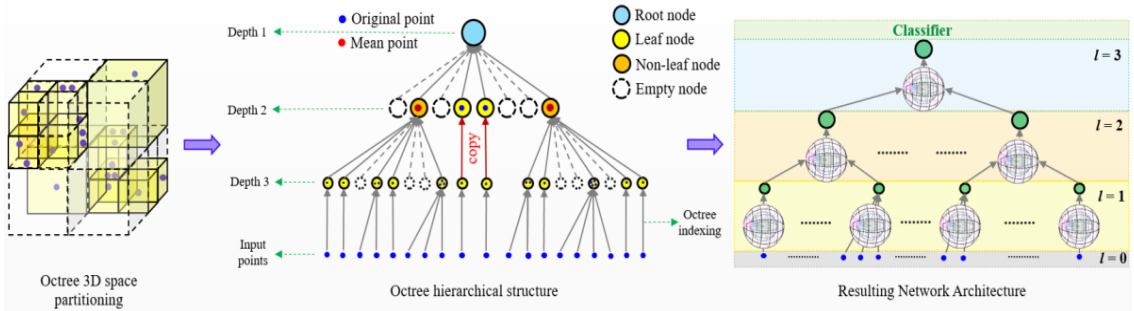 Octree 3D space
partitioning
Depth 1
Original point
Mean point
Root node
Leaf node
Non-leaf node
Empty node
Depth 2
copy
Depth 3
Octree
indexing
Input
points
Octree hierarchical structure
Classifier
l = 3
l = 2
l = 1
l = 0
Resulting Network Architecture